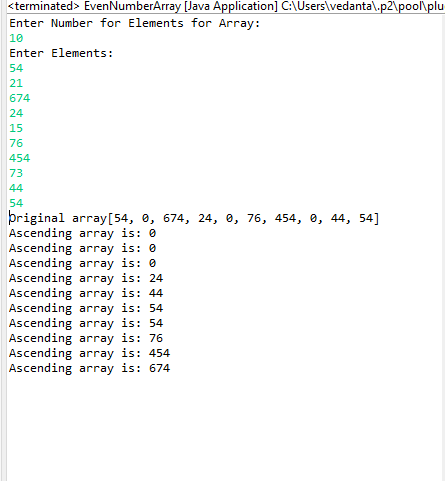 <terminated> EvenNumberArray [Java Application] C:\Users\vedanta\.p2\pool\plu
Enter Number for Elements for Array:
10
Enter Elements:
54
21
674
24
15
76
454
73
44
54
Original array[54, 0, 674, 24, 0, 76, 454, 0, 44, 54]
Ascending array is: 0
Ascending array is: 0
Ascending array is: 0
Ascending array is: 24
Ascending array is: 44
Ascending array is: 54
Ascending array is: 54
Ascending array is: 76
Ascending array is: 454
Ascending array is: 674